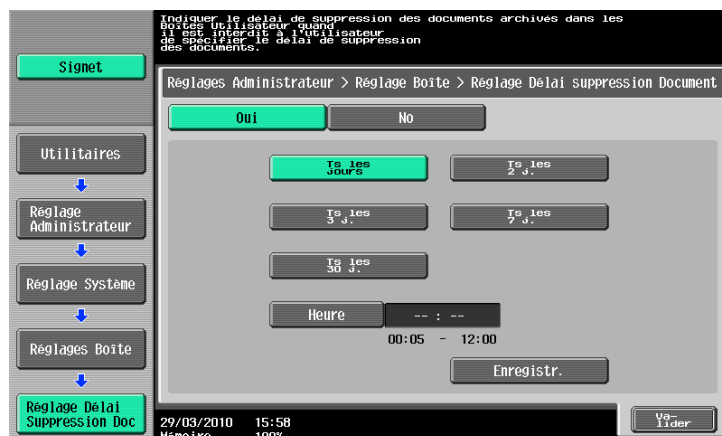 Indiquer le délai de suppression des documents archivés dans les
Boîtes Utilisateur quand
il est interdit à l'utilisateur
de spécifier le délai de suppression
des documents.
Signet
Réglages Administrateur > Réglage Boîte > Réglage Délai suppression Document
Oui
No
Utilitaires
Ts les
jours
Ts les
2 J.
Réglage
Administrateur
Ts les
3 J.
Ts les
7 J.
Réglage Système
Ts les
30 J.
Heure
-- : --
00:05 - 12:00
Réglages Boîte
Enregistr.
Réglage Délai
Suppression Doc
29/03/2010 15:58
Mémoire 100%
Va-
lider